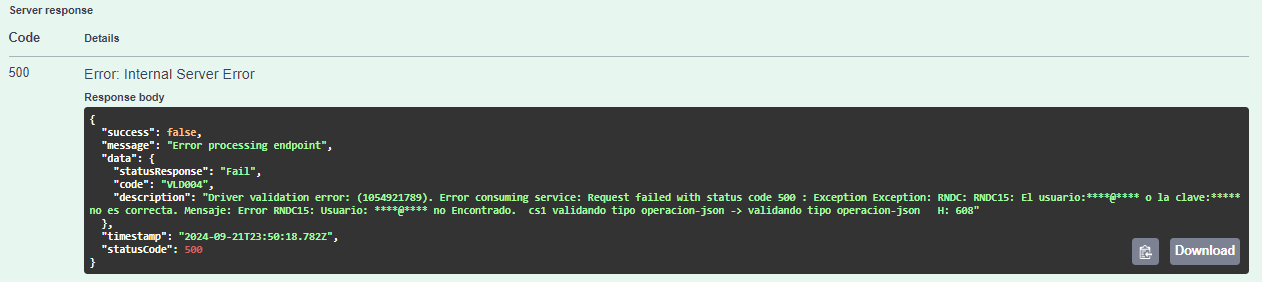 Server response
Code Details
500 Error: Internal Server Error
Response body
{
"success": false,
"message": "Error processing endpoint",
"data": {
"statusResponse": "Fail",
"code": "VLD004",
"description": "Driver validation error: (1054921789). Error consuming service: Request failed with status code 500 : Exception Exception: RNDC: RNDC15: El usuario:****@**** o la clave:*****
no es correcta. Mensaje: Error RNDC15: Usuario: ****@**** no Encontrado.  cs1 validando tipo operacion-json -> validando tipo operacion-json   H: 608"
},
"timestamp": "2024-09-21T23:50:18.782Z",
"statusCode": 500
}
Download